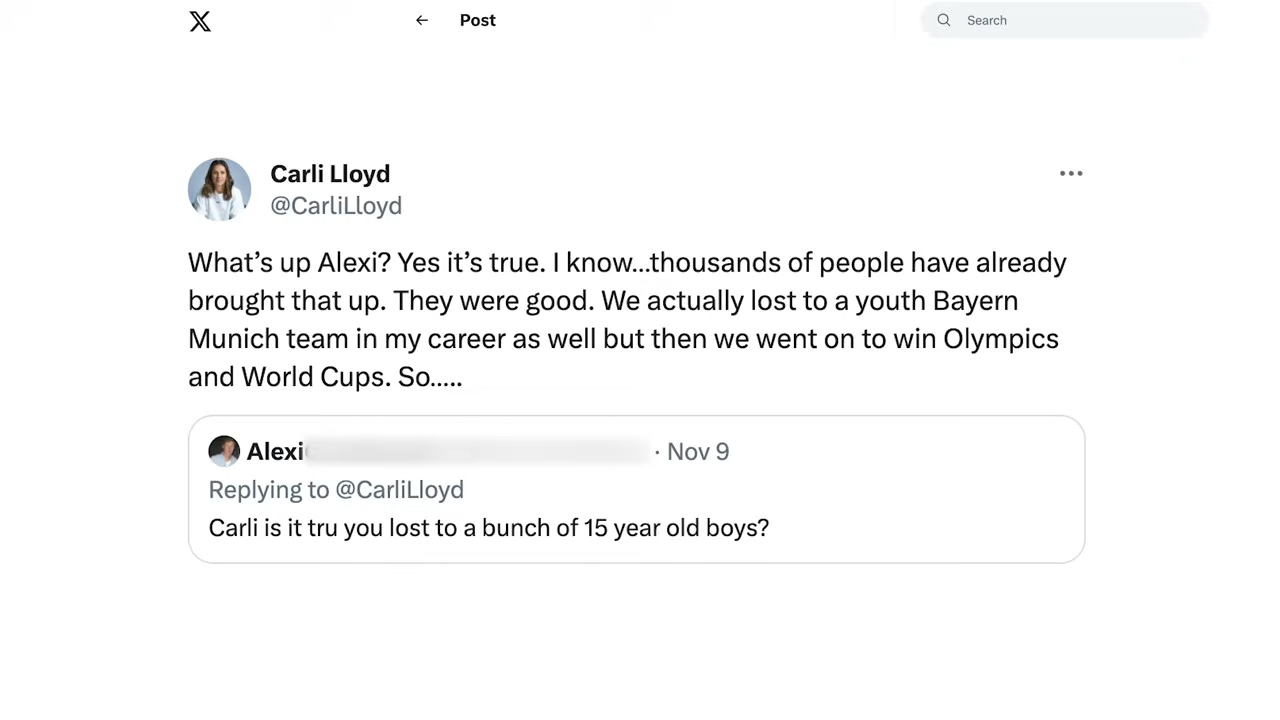 Post
Search
Carli Lloyd
@CarliLloyd
What's up Alexi? Yes it's true. I know...thousands of people have already
brought that up. They were good. We actually lost to a youth Bayern
Munich team in my career as well but then we went on to win Olympics
and World Cups. So.....
Alexi · Nov 9
Replying to @CarliLloyd
Carli is it tru you lost to a bunch of 15 year old boys?